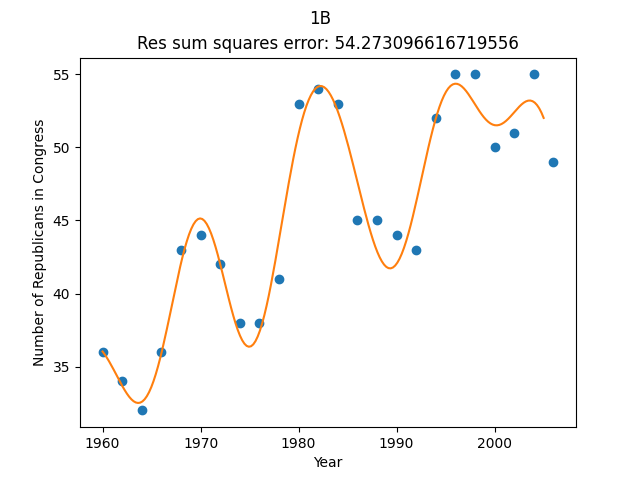 1B
Res sum squares error: 54.273096616719556
Number of Republicans in Congress
55
50
45
40
35
1960
1970
1980
1990
2000
Year